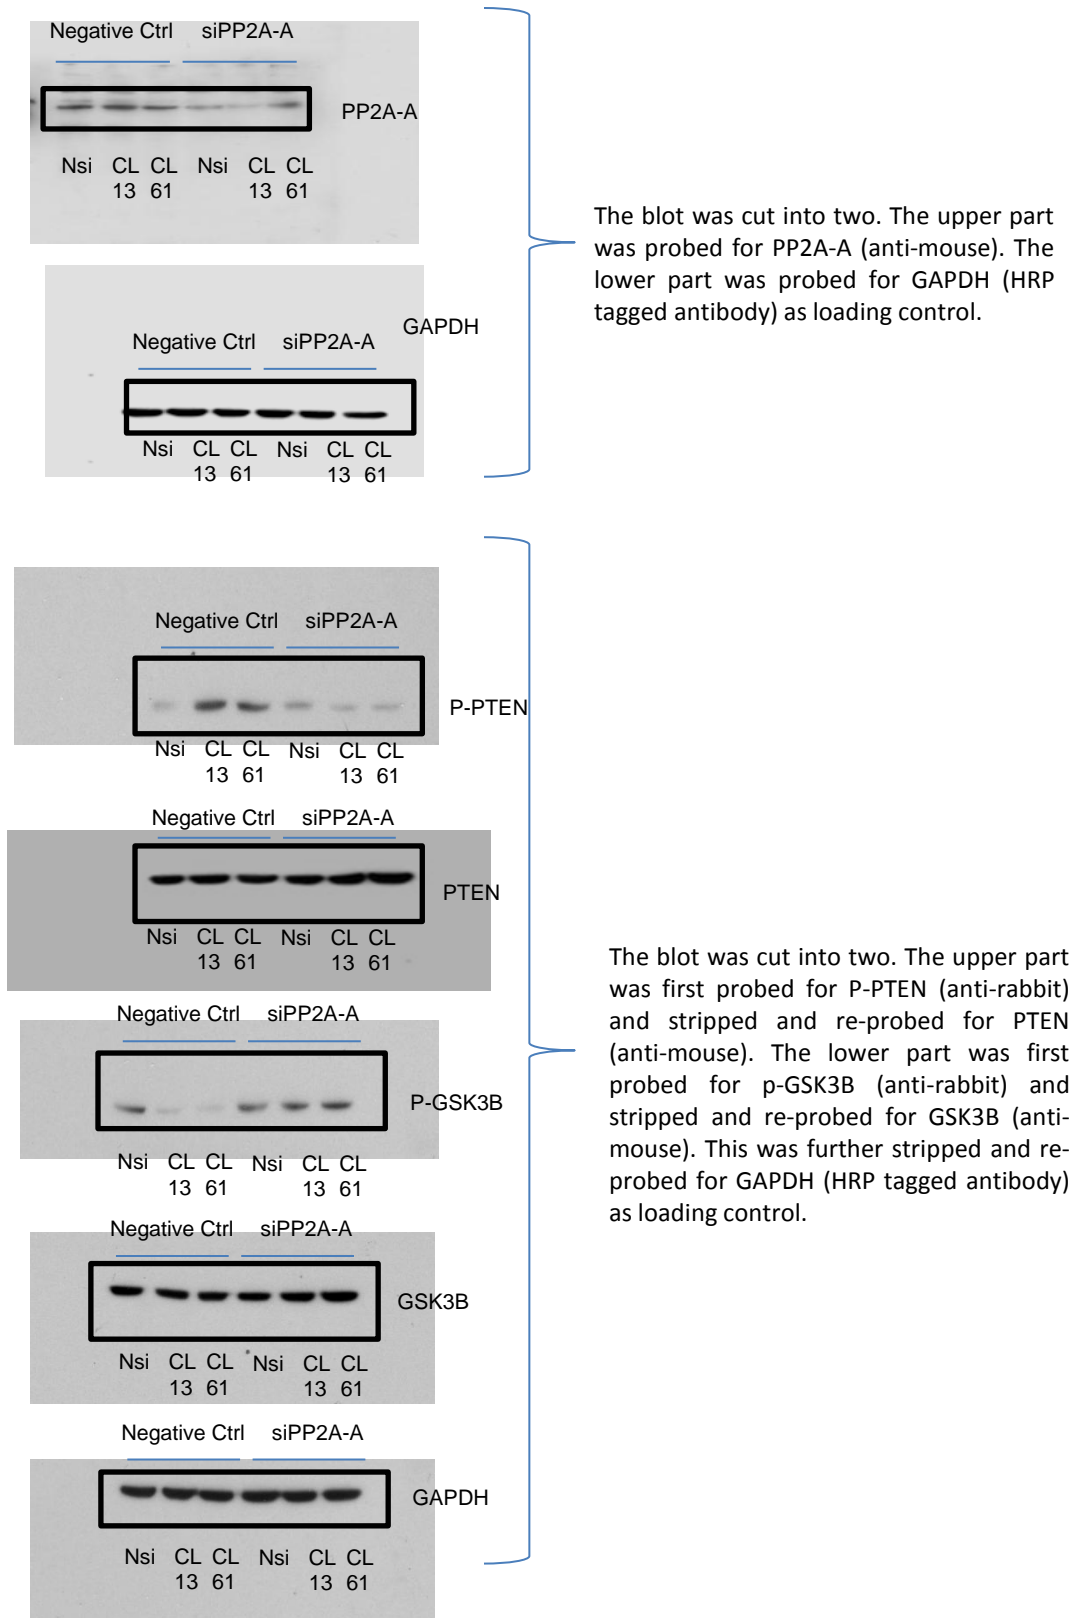 Negative Ctrl siPP2A-A
PP2A-A
Nsi CL CL Nsi CL CL
13 61 13 61
The blot was cut into two. The upper part
was probed for PP2A-A (anti-mouse). The
lower part was probed for GAPDH (HRP
tagged antibody) as loading control.
GAPDH
Negative Ctrl siPP2A-A
Nsi CL CL Nsi CL CL
13 61 13 61
Negative Ctrl siPP2A-A
P-PTEN
Nsi CL CL Nsi CL CL
13 61 13 61
Negative Ctrl siPP2A-A
PTEN
Nsi CL CL Nsi CL CL
13 61 13 61
The blot was cut into two. The upper part
was first probed for P-PTEN (anti-rabbit)
and stripped and re-probed for PTEN
(anti-mouse). The lower part was first
probed for p-GSK3B (anti-rabbit) and
stripped and re-probed for GSK3B (anti-
mouse). This was further stripped and re-
probed for GAPDH (HRP tagged antibody)
as loading control.
Negative Ctrl siPP2A-A
P-GSK3B
Nsi CL CL Nsi CL CL
13 61 13 61
Negative Ctrl siPP2A-A
GSK3B
Nsi CL CL Nsi CL CL
13 61 13 61
Negative Ctrl siPP2A-A
GAPDH
Nsi CL CL Nsi CL CL
13 61 13 61